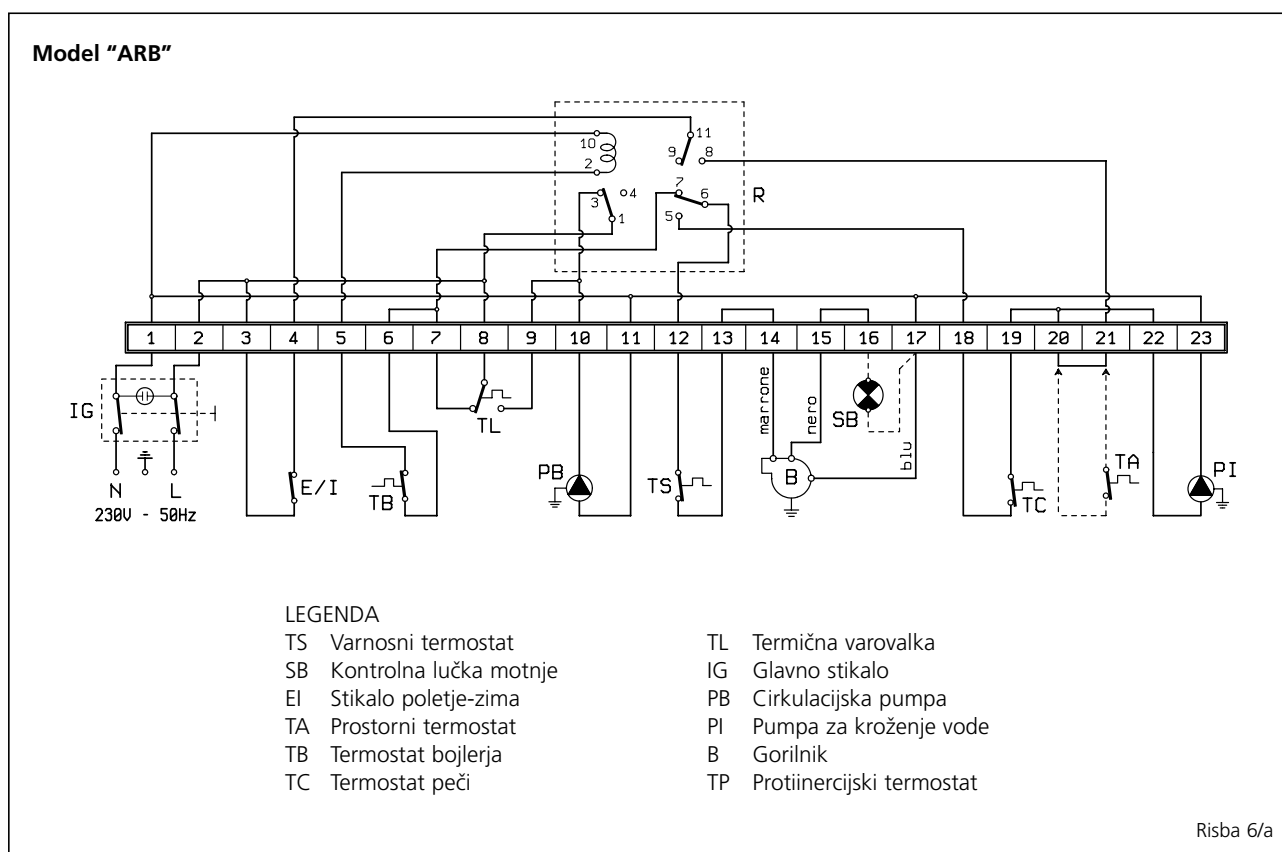 Model “ARB”
11
10
9
8
2
7
4
6
R
3
5
1
1 2 3 4 5 6 7 8 9 10 11 12 13 14 15 16 17 18 19 20 21 22 23
marrone
nero
SB
blu
IG
TL
E/I
TB
PB
TS
B
TC
TA
PI
N L
230V - 50Hz
LEGENDA
TS Varnosni termostat
SB Kontrolna lučka motnje
EI Stikalo poletje-zima
TA Prostorni termostat
TB Termostat bojlerja
TC Termostat peči
TL Termična varovalka
IG Glavno stikalo
PB Cirkulacijska pumpa
PI Pumpa za kroženje vode
B Gorilnik
TP Protiinercijski termostat
Risba 6/a